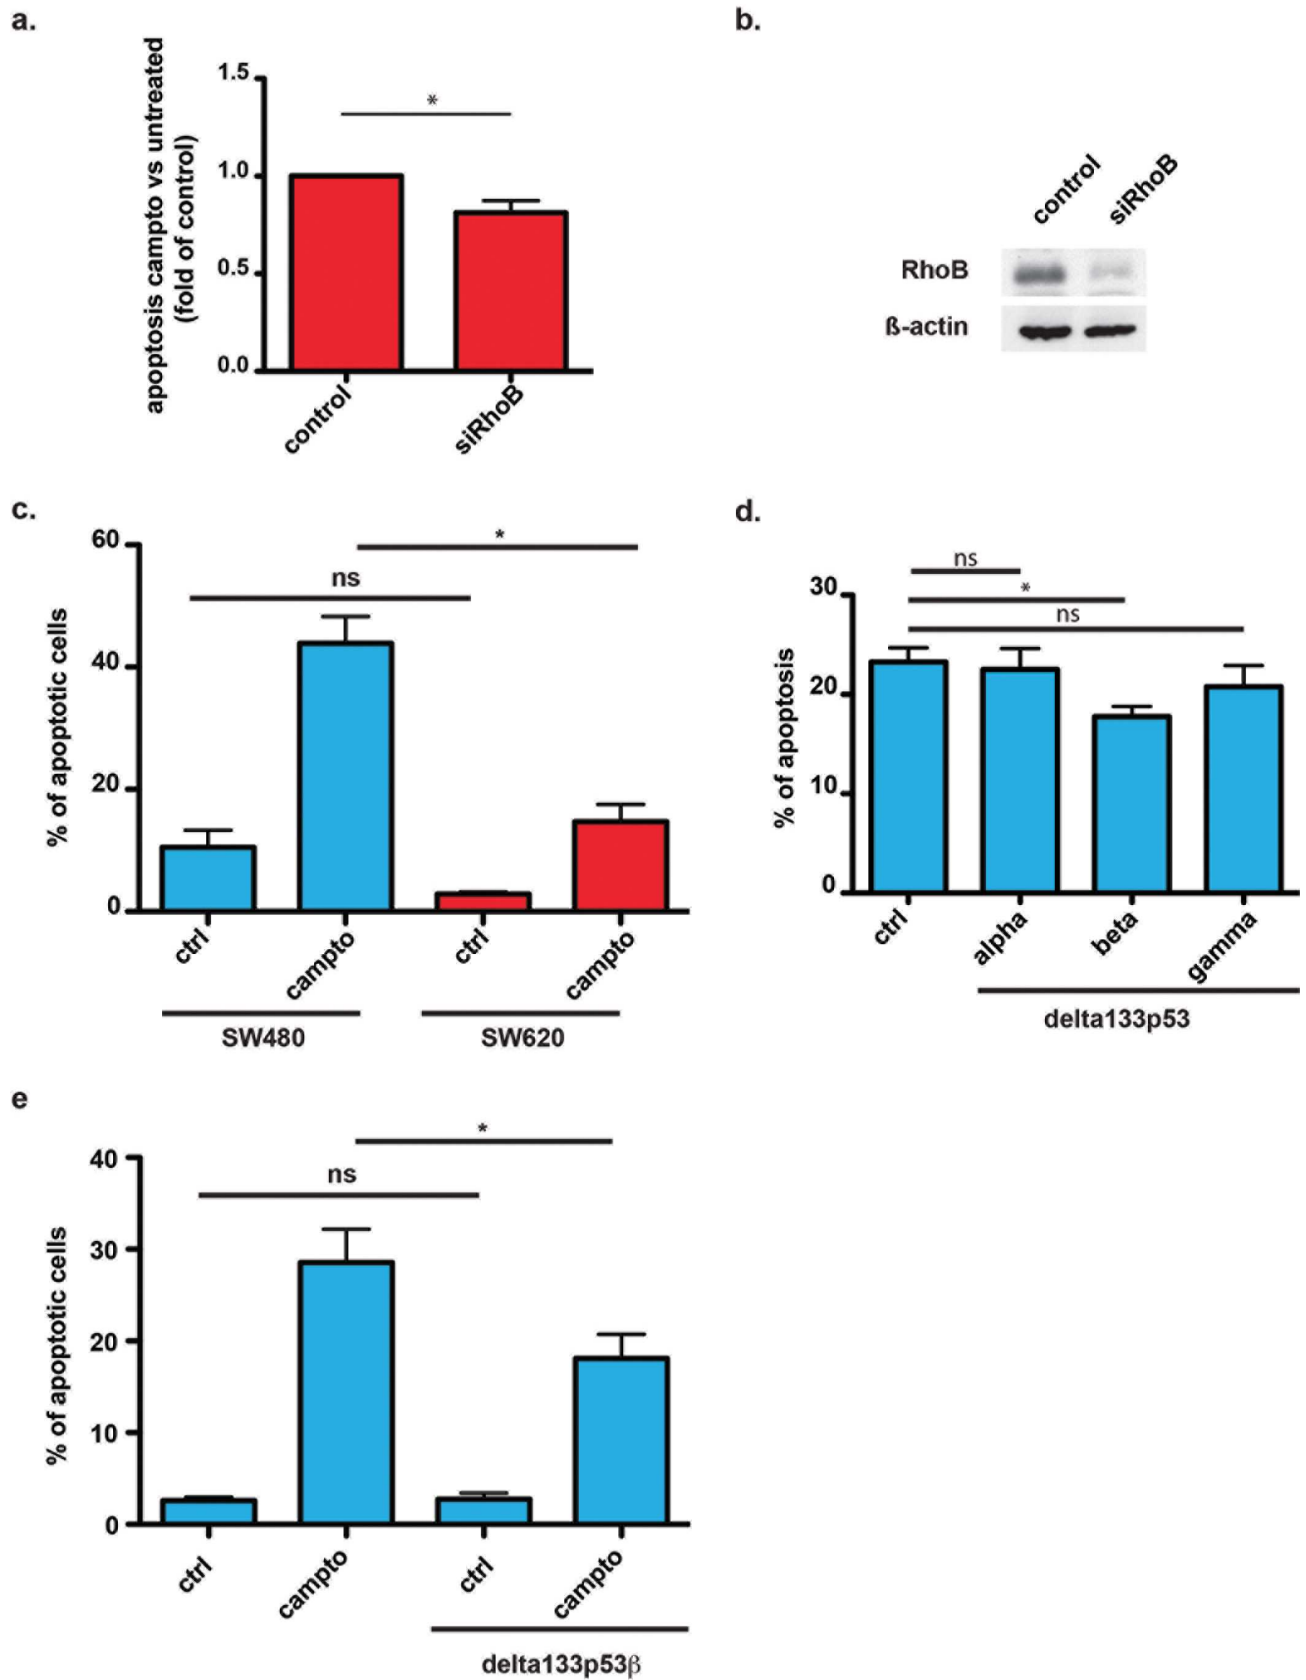 a.
apoptosis campto vs untreated
(fold of control)
1.5
1.0
0.5
0.0
*
control
siRhoB
b.
control
siRhoB
RhoB
ß-actin
c.
% of apoptotic cells
60
40
20
0
ns
*
ctrl
campto
ctrl
campto
SW480
SW620
d.
% of apoptosis
30
20
10
0
ns
*
ns
ctrl
alpha
beta
gamma
delta133p53
e
% of apoptotic cells
40
30
20
10
0
ns
*
ctrl
campto
ctrl
campto
delta133p53β